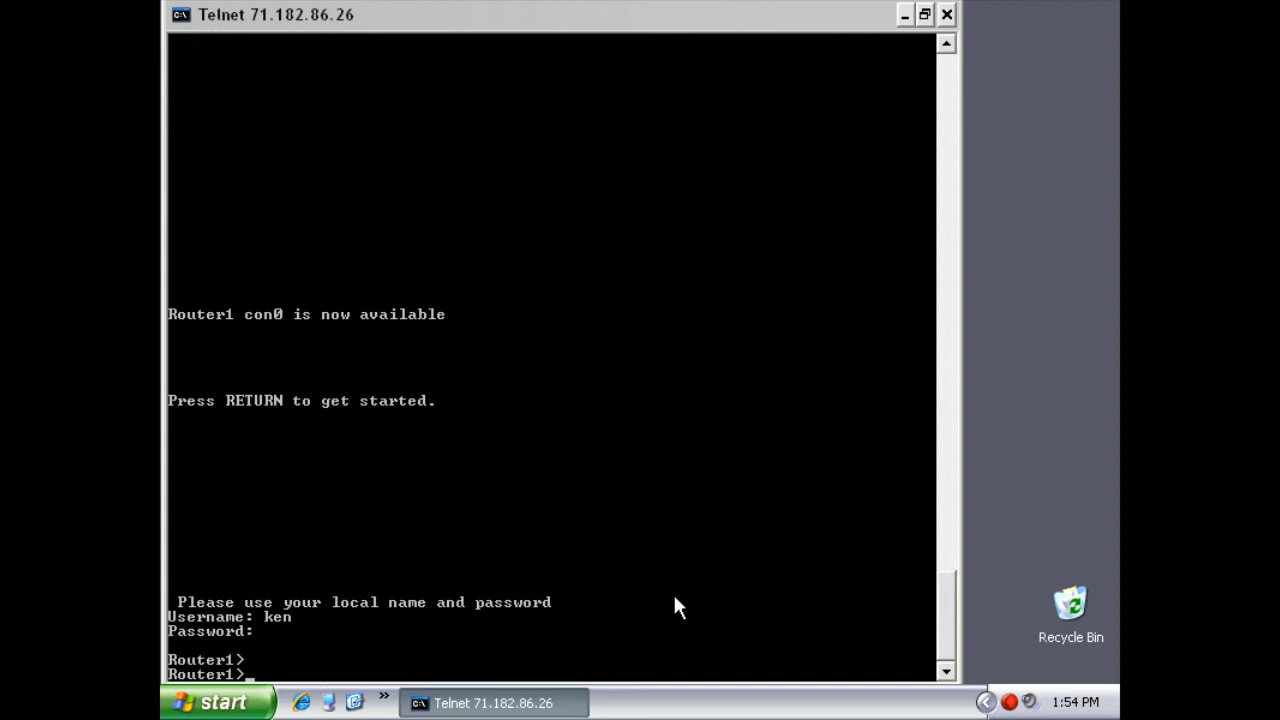 Telnet 71.182.86.26
Router1 con0 is now available
Press RETURN to get started.
Please use your local name and password
Username: ken
Password:
Router1>
Router1>_
Recycle Bin
start
Telnet 71.182.86.26
1:54 PM